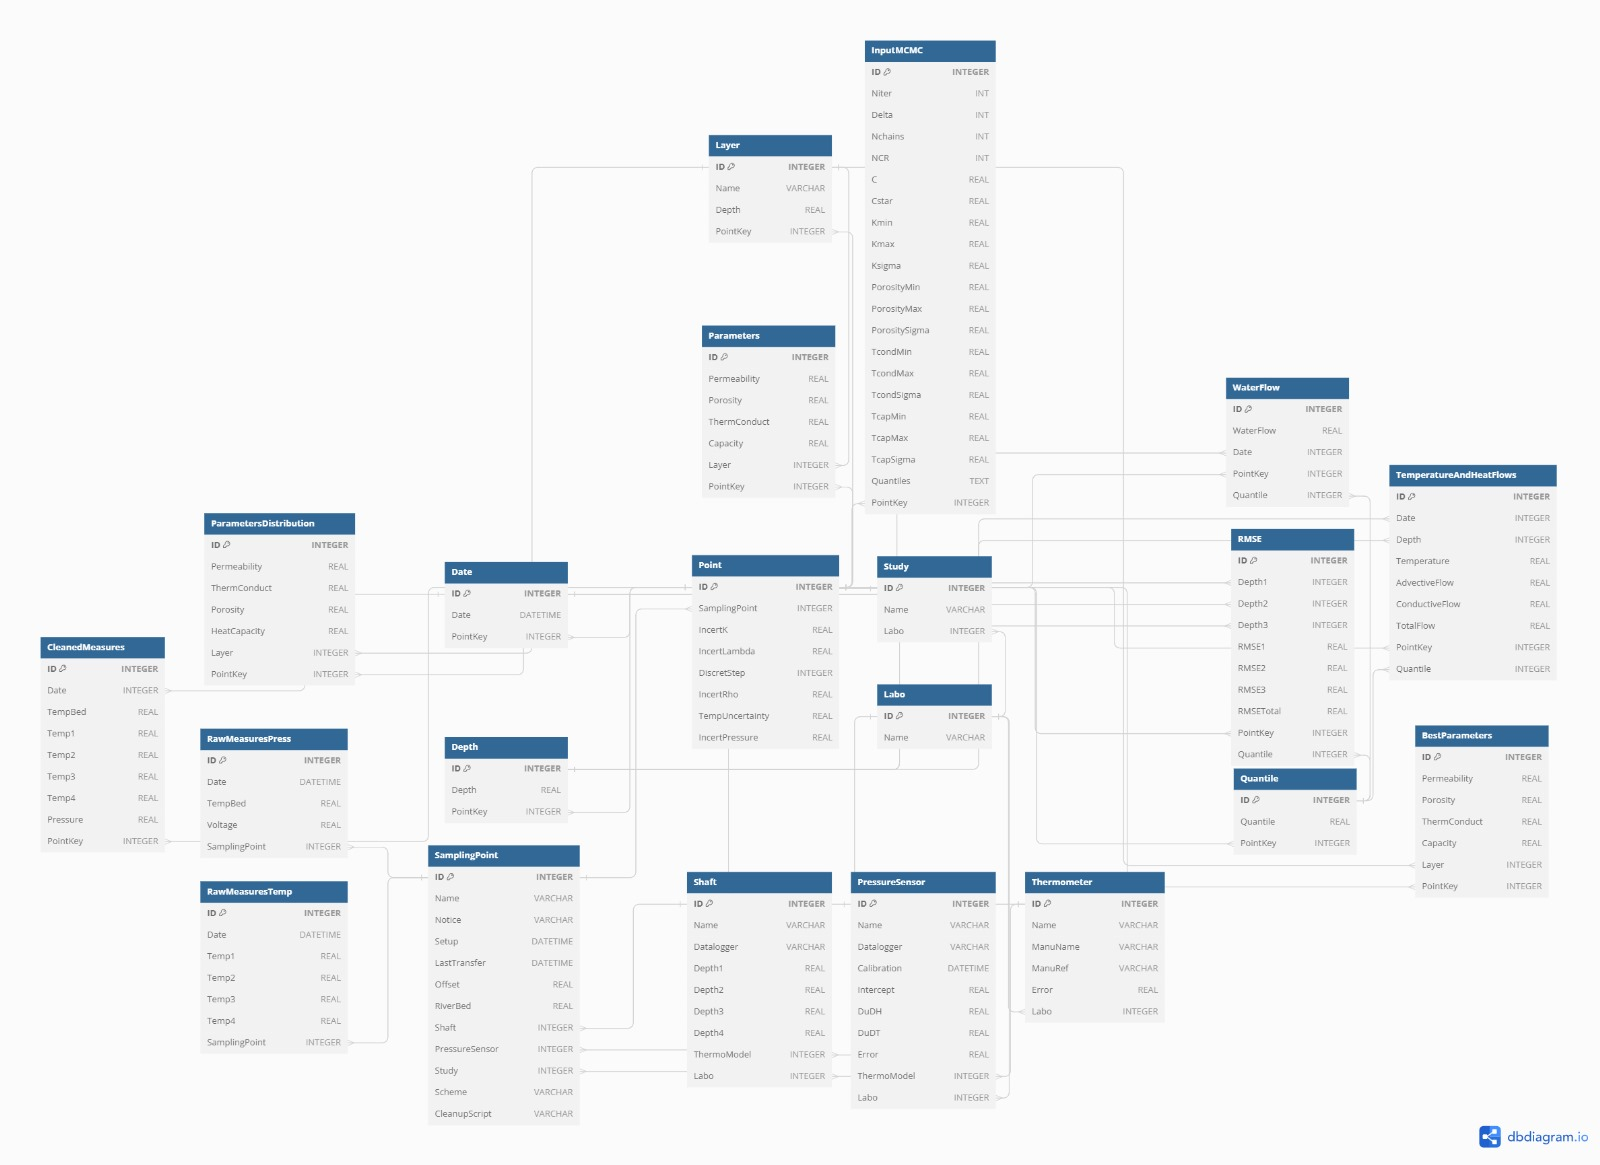 InputMCMC
ID INTEGER
Niter INT
Delta INT
Nchains INT
NCR INT
C REAL
Cstar REAL
Kmin REAL
Kmax REAL
Ksigma REAL
PorosityMin REAL
PorosityMax REAL
PorositySigma REAL
TcondMin REAL
TcondMax REAL
TcondSigma REAL
TcapMin REAL
TcapMax REAL
TcapSigma REAL
Quantiles TEXT
PointKey INTEGER
Layer
ID INTEGER
Name VARCHAR
Depth REAL
PointKey INTEGER
Parameters
ID INTEGER
Permeability REAL
Porosity REAL
ThermConduct REAL
Capacity REAL
Layer INTEGER
PointKey INTEGER
WaterFlow
ID INTEGER
WaterFlow REAL
Date INTEGER
PointKey INTEGER
Quantile INTEGER
TemperatureAndHeatFlows
ID INTEGER
Date INTEGER
Depth INTEGER
Temperature REAL
AdvectiveFlow REAL
ConductiveFlow REAL
TotalFlow REAL
PointKey INTEGER
Quantile INTEGER
ParametersDistribution
ID INTEGER
Permeability REAL
ThermConduct REAL
Porosity REAL
HeatCapacity REAL
Layer INTEGER
PointKey INTEGER
Date
ID INTEGER
Date DATETIME
PointKey INTEGER
Point
ID INTEGER
SamplingPoint INTEGER
IncertK REAL
IncertLambda REAL
DiscretStep INTEGER
IncertRho REAL
TempUncertainty REAL
IncertPressure REAL
Study
ID INTEGER
Name VARCHAR
Labo INTEGER
RMSE
ID INTEGER
Depth1 INTEGER
Depth2 INTEGER
Depth3 INTEGER
RMSE1 REAL
RMSE2 REAL
RMSE3 REAL
RMSETotal REAL
PointKey INTEGER
Quantile INTEGER
CleanedMeasures
ID INTEGER
Date INTEGER
TempBed REAL
Temp1 REAL
Temp2 REAL
Temp3 REAL
Temp4 REAL
Pressure REAL
PointKey INTEGER
Labo
ID INTEGER
Name VARCHAR
RawMeasuresPress
ID INTEGER
Date DATETIME
TempBed REAL
Voltage REAL
SamplingPoint INTEGER
Depth
ID INTEGER
Depth REAL
PointKey INTEGER
BestParameters
ID INTEGER
Permeability REAL
Porosity REAL
ThermConduct REAL
Capacity REAL
Layer INTEGER
PointKey INTEGER
Quantile
ID INTEGER
Quantile REAL
PointKey INTEGER
RawMeasuresTemp
ID INTEGER
Date DATETIME
Temp1 REAL
Temp2 REAL
Temp3 REAL
Temp4 REAL
SamplingPoint INTEGER
SamplingPoint
ID INTEGER
Name VARCHAR
Notice VARCHAR
Setup DATETIME
LastTransfer DATETIME
Offset REAL
RiverBed REAL
Shaft INTEGER
PressureSensor INTEGER
Study INTEGER
Scheme VARCHAR
CleanupScript VARCHAR
Shaft
ID INTEGER
Name VARCHAR
Datalogger VARCHAR
Depth1 REAL
Depth2 REAL
Depth3 REAL
Depth4 REAL
ThermoModel INTEGER
Labo INTEGER
PressureSensor
ID INTEGER
Name VARCHAR
Datalogger VARCHAR
Calibration DATETIME
Intercept REAL
DuDH REAL
DuDT REAL
Error REAL
ThermoModel INTEGER
Labo INTEGER
Thermometer
ID INTEGER
Name VARCHAR
ManuName VARCHAR
ManuRef VARCHAR
Error REAL
Labo INTEGER
dbdiagram.io